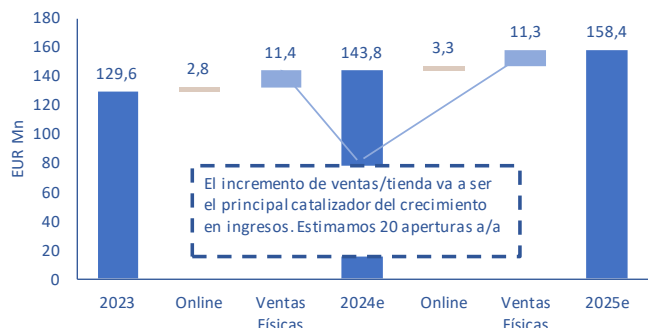 180
160
140
120
100
80
60
40
20
0
EUR Mn
129,6
2,8
11,4
143,8
3,3
11,3
158,4
El incremento de ventas/tienda va a ser
el principal catalizador del crecimiento
en ingresos. Estimamos 20 aperturas a/a
2023
Online
Ventas
Físicas
2024e
Online
Ventas
Físicas
2025e